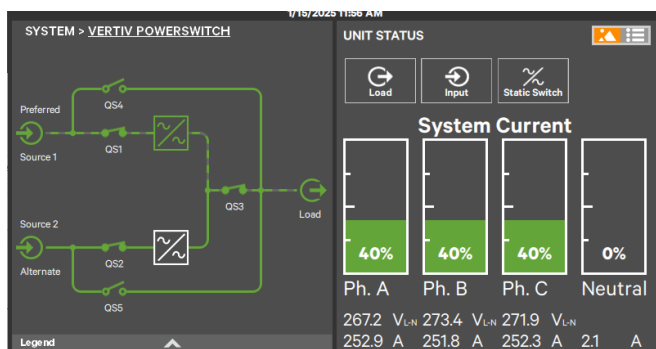 1/15/2025 11:56 AM
SYSTEM > VERTIV POWERSWITCH
UNIT STATUS
QS4
Preferred
Source 1
QS1
QS3
Load
Source 2
Alternate
QS2
QS5
Legend
Load
Input
Static Switch
System Current
40%
40%
40%
0%
Ph. A
Ph. B
Ph. C
Neutral
267.2 VL-N 273.4 VL-N 271.9 VL-N
252.9 A 251.8 A 252.3 A 2.1 A